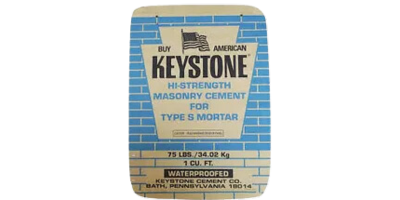 BUY AMERICAN
KEYSTONE®
HI-STRENGTH
MASONRY CEMENT
FOR
TYPE S MORTAR
75 LBS./34.02 Kg
1 CU. FT.
WATERPROOFED
KEYSTONE CEMENT CO.
BATH, PENNSYLVANIA 18014